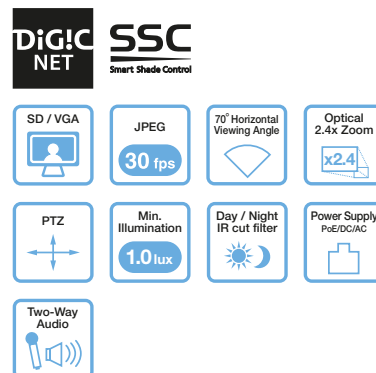 DiG!C
NET
SSC
Smart Shade Control
SD / VGA
JPEG
30 fps
70° Horizontal
Viewing Angle
Optical
2.4x Zoom
x2.4
PTZ
Min.
Illumination
1.0 lux
Day / Night
IR cut filter
Power Supply
PoE/DC/AC
Two-Way
Audio